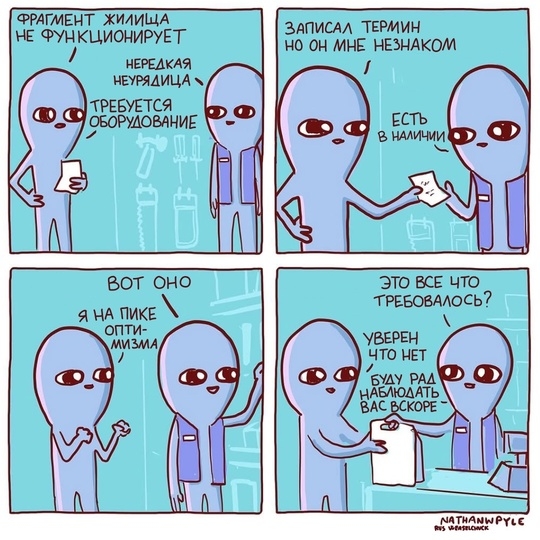 ФРАГМЕНТ ЖИЛИЩА
НЕ ФУНКЦИОНИРУЕТ
НЕРЕДКАЯ
НЕУРЯДИЦА
ТРЕБУЕТСЯ
ОБОРУДОВАНИЕ
ЗАПИСАЛ ТЕРМИН
НО ОН МНЕ НЕЗНАКОМ
ЕСТЬ
В НАЛИЧИИ
ВОТ ОНО
Я НА ПИКЕ
ОПТИ-
МИЗМА
ЭТО ВСЕ ЧТО
ТРЕБОВАЛОСЬ?
УВЕРЕН
ЧТО НЕТ
БУДУ РАД
НАБЛЮДАТЬ
ВАС ВСКОРЕ
NATHANWPYLE
RUS